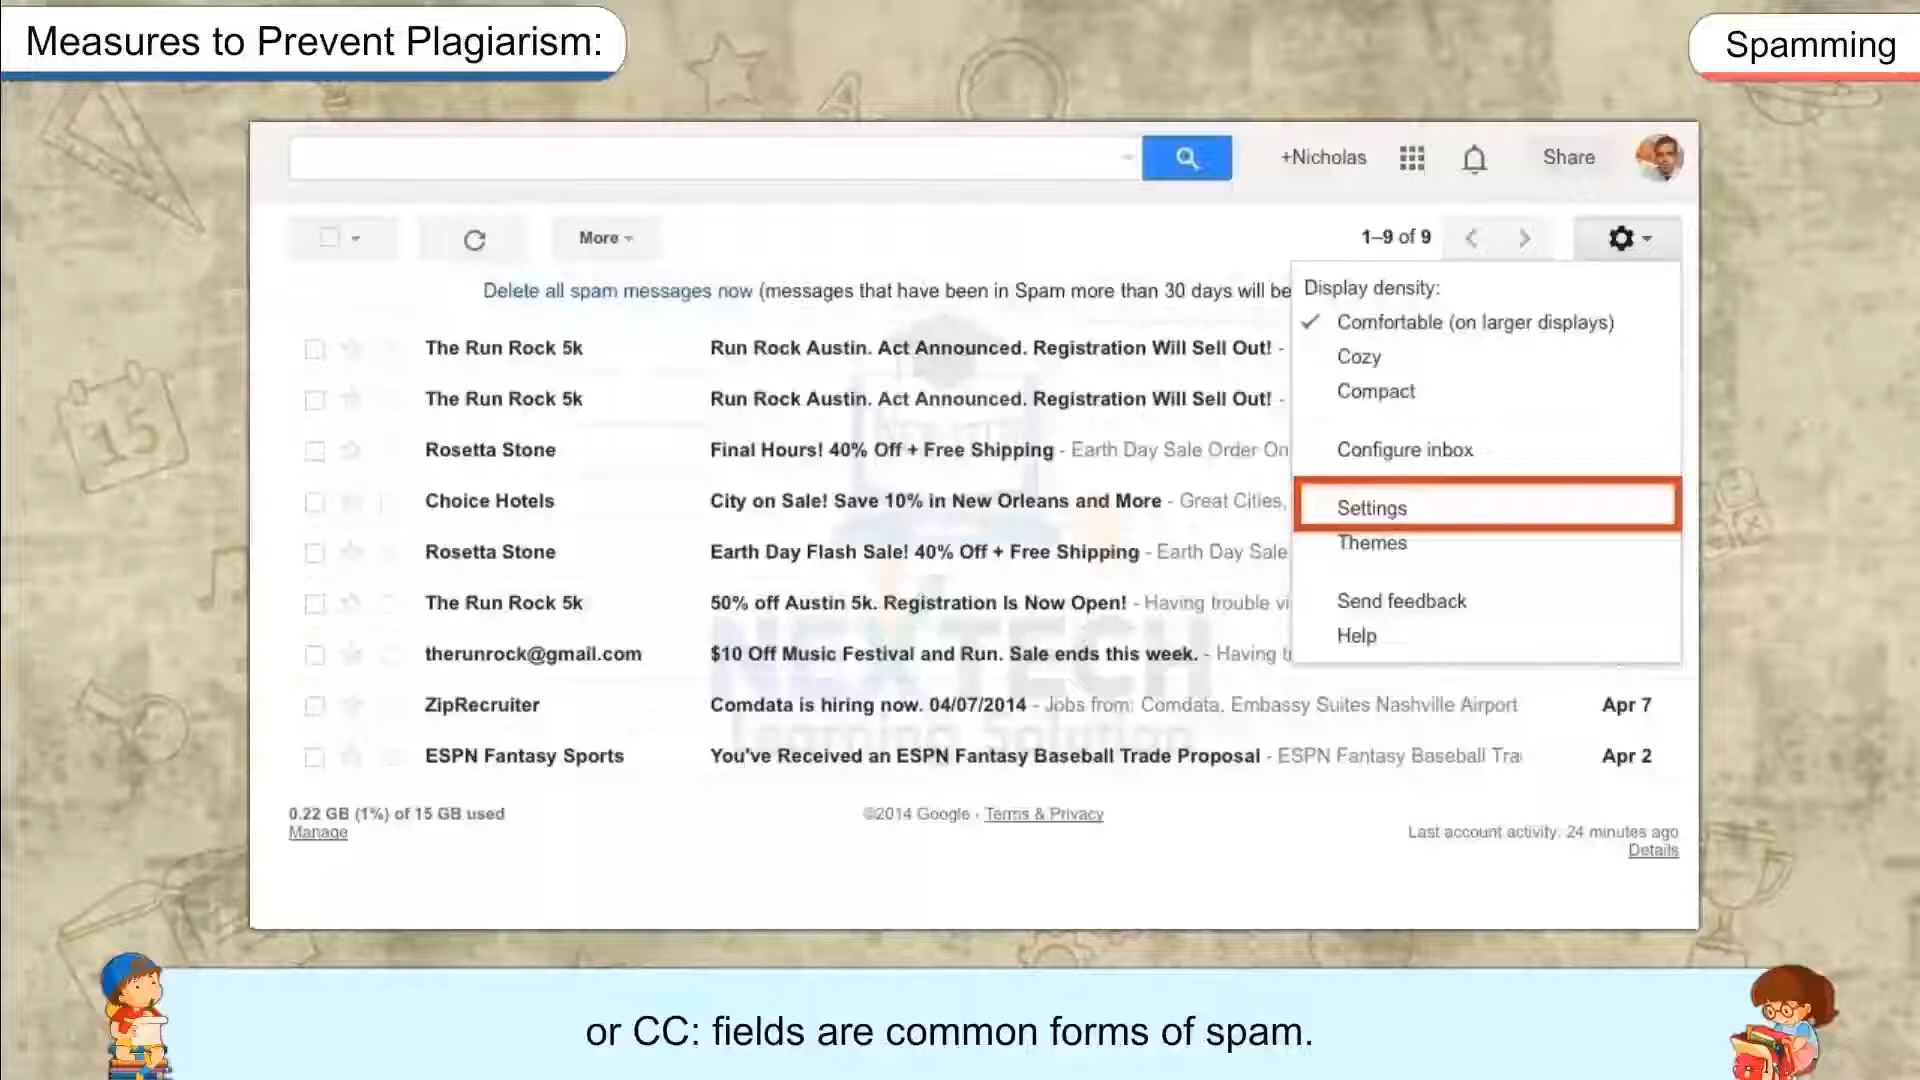 Measures to Prevent Plagiarism:
Spamming
+Nicholas
Share
More
1–9 of 9
Delete all spam messages now (messages that have been in Spam more than 30 days will be
Display density:
Comfortable (on larger displays)
Cozy
Compact
Configure inbox
Settings
Themes
Send feedback
Help
The Run Rock 5k Run Rock Austin. Act Announced. Registration Will Sell Out! -
The Run Rock 5k Run Rock Austin. Act Announced. Registration Will Sell Out! -
Rosetta Stone Final Hours! 40% Off + Free Shipping - Earth Day Sale Order On
Choice Hotels City on Sale! Save 10% in New Orleans and More - Great Cities,
Rosetta Stone Earth Day Flash Sale! 40% Off + Free Shipping - Earth Day Sale
The Run Rock 5k 50% off Austin 5k. Registration Is Now Open! - Having trouble vi
therunrock@gmail.com $10 Off Music Festival and Run. Sale ends this week. - Having
ZipRecruiter Comdata is hiring now. 04/07/2014 - Jobs from: Comdata, Embassy Suites Nashville Airport Apr 7
ESPN Fantasy Sports You've Received an ESPN Fantasy Baseball Trade Proposal - ESPN Fantasy Baseball Tra Apr 2
NEXTECH
Learning Solution
0.22 GB (1%) of 15 GB used
Manage
©2014 Google - Terms & Privacy
Last account activity: 24 minutes ago
Details
15
or CC: fields are common forms of spam.